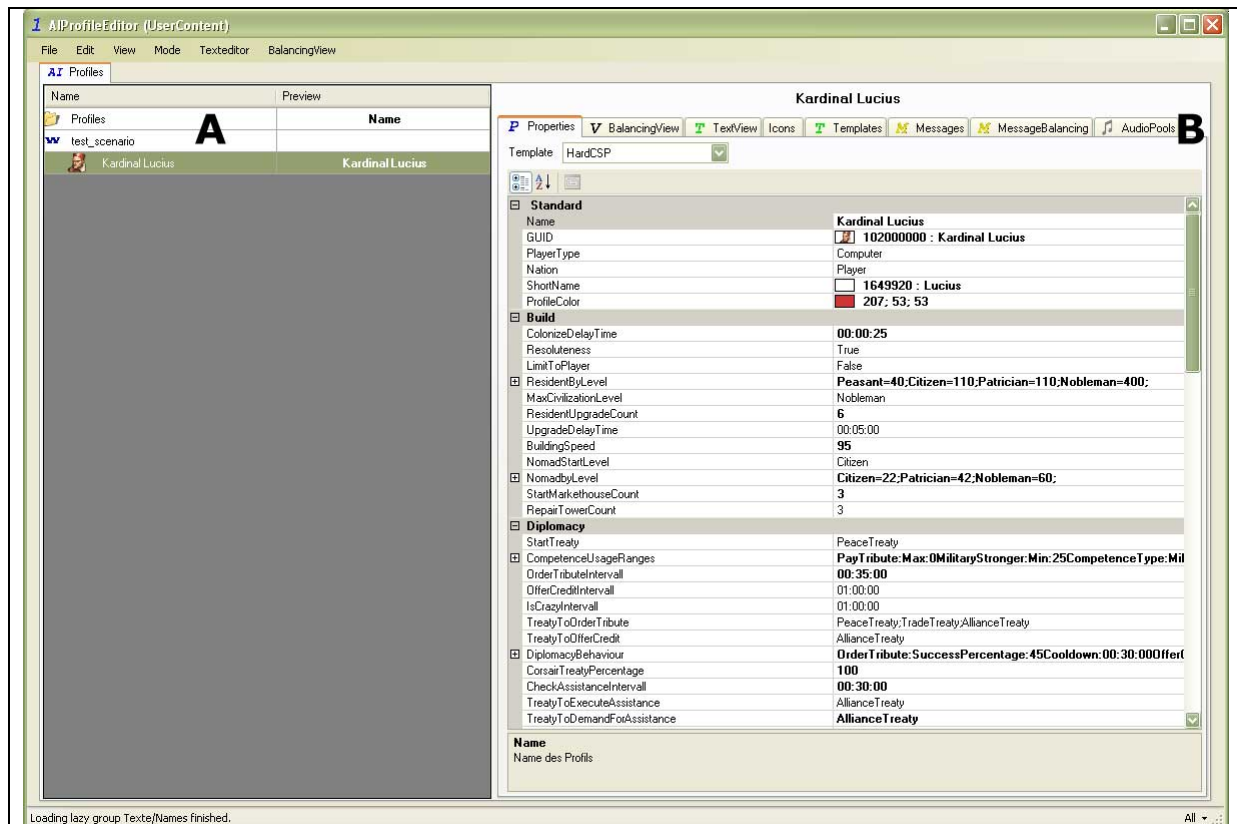 1 AIProfileEditor (UserContent)
File Edit View Mode Texteditor BalancingView
AI Profiles
Name Preview
Profiles Name
A
W test_scenario
Kardinal Lucius Kardinal Lucius
Kardinal Lucius
P Properties V BalancingView T TextView Icons T Templates M Messages M MessageBalancing AudioPools
B
Template HardCSP
Standard
Name Kardinal Lucius
GUID 102000000 : Kardinal Lucius
PlayerType Computer
Nation Player
ShortName 1649920 : Lucius
ProfileColor 207; 53; 53
Build
ColonizeDelayTime 00:00:25
Resoluteness True
LimitToPlayer False
ResidentByLevel Peasant=40;Citizen=110;Patrician=110;Nobleman=400;
MaxCivilizationLevel Nobleman
ResidentUpgradeCount 6
UpgradeDelayTime 00:05:00
BuildingSpeed 95
NomadStartLevel Citizen
NomadbyLevel Citizen=22;Patrician=42;Nobleman=60;
StartMarkethouseCount 3
RepairTowerCount 3
Diplomacy
StartTreaty PeaceTreaty
CompetenceUsageRanges PayTribute:Max:0MilitaryStronger:Min:25CompetenceType:Mil
OrderTributeIntervall 00:35:00
OfferCreditIntervall 01:00:00
IsCrazyIntervall 01:00:00
TreatyToOrderTribute PeaceTreaty;TradeTreaty;AllianceTreaty
TreatyToOfferCredit AllianceTreaty
DiplomacyBehaviour OrderTribute:SuccessPercentage:45Cooldown:00:30:00Offer(
CorsairTreatyPercentage 100
CheckAssistanceIntervall 00:30:00
TreatyToExecuteAssistance AllianceTreaty
TreatyToDemandForAssistance AllianceTreaty
Name
Name des Profils
Loading lazy group Texte/Names finished. All